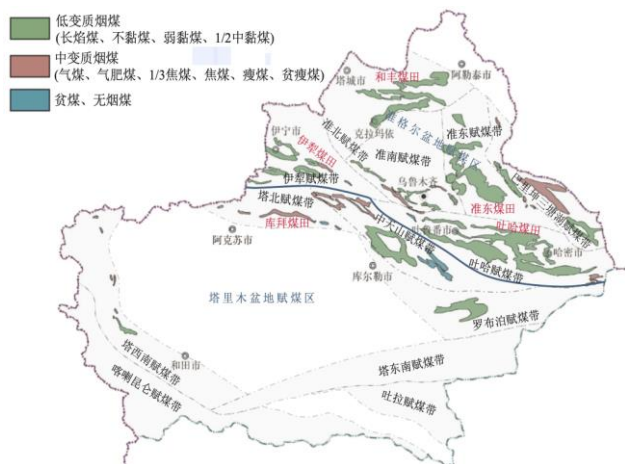 低变质烟煤
(长焰煤、不黏煤、弱黏煤、1/2中黏煤)
中变质烟煤
(气煤、气肥煤、1/3焦煤、焦煤、瘦煤、贫瘦煤)
贫煤、无烟煤
塔城市
和丰煤田
阿勒泰市
克拉玛依
准格尔盆地赋煤区
准东赋煤带
伊宁市
准北赋煤带
伊犁煤田
准南赋煤带
伊犁赋煤带
乌鲁木齐
巴里坤三塘湖赋煤带
塔北赋煤带
准东煤田
库拜煤田
中天山赋煤带
吐鲁番市
吐哈煤田
阿克苏市
哈密市
库尔勒市
吐哈赋煤带
塔里木盆地赋煤区
罗布泊赋煤带
塔西南赋煤带
和田市
塔东南赋煤带
喀喇昆仑赋煤带
吐拉赋煤带